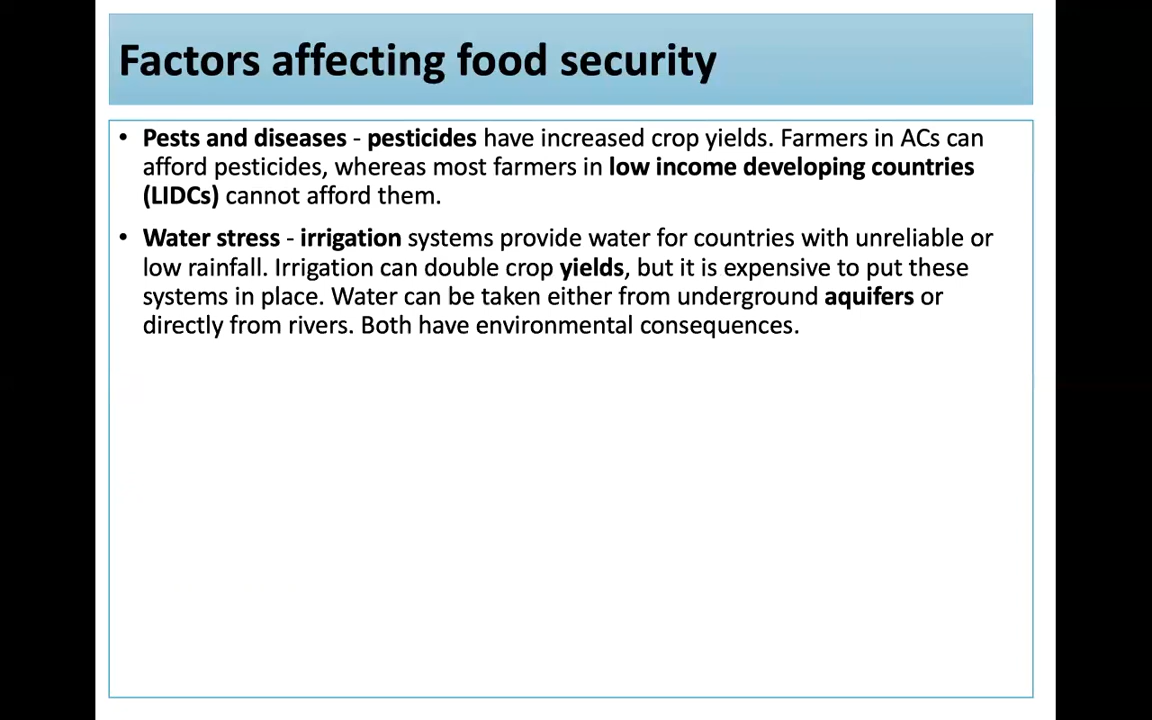 Factors affecting food security
• Pests and diseases - pesticides have increased crop yields. Farmers in ACs can
afford pesticides, whereas most farmers in low income developing countries
(LIDCs) cannot afford them.
• Water stress - irrigation systems provide water for countries with unreliable or
low rainfall. Irrigation can double crop yields, but it is expensive to put these
systems in place. Water can be taken either from underground aquifers or
directly from rivers. Both have environmental consequences.